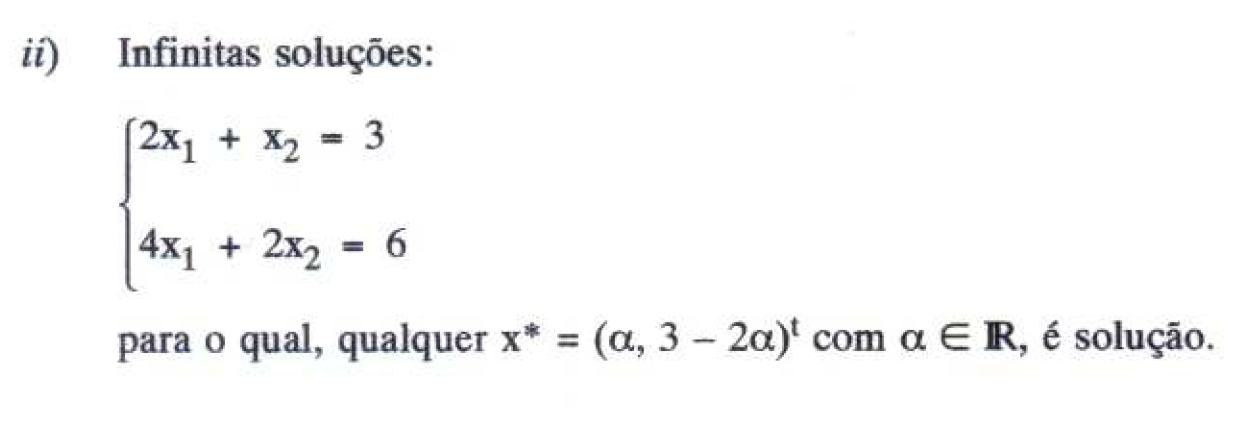 ii) Infinitas soluções:
2x₁ + x₂ = 3
4x₁ + 2x₂ = 6
para o qual, qualquer x* = (α, 3 − 2α)ᵗ com α ∈ ℝ, é solução.